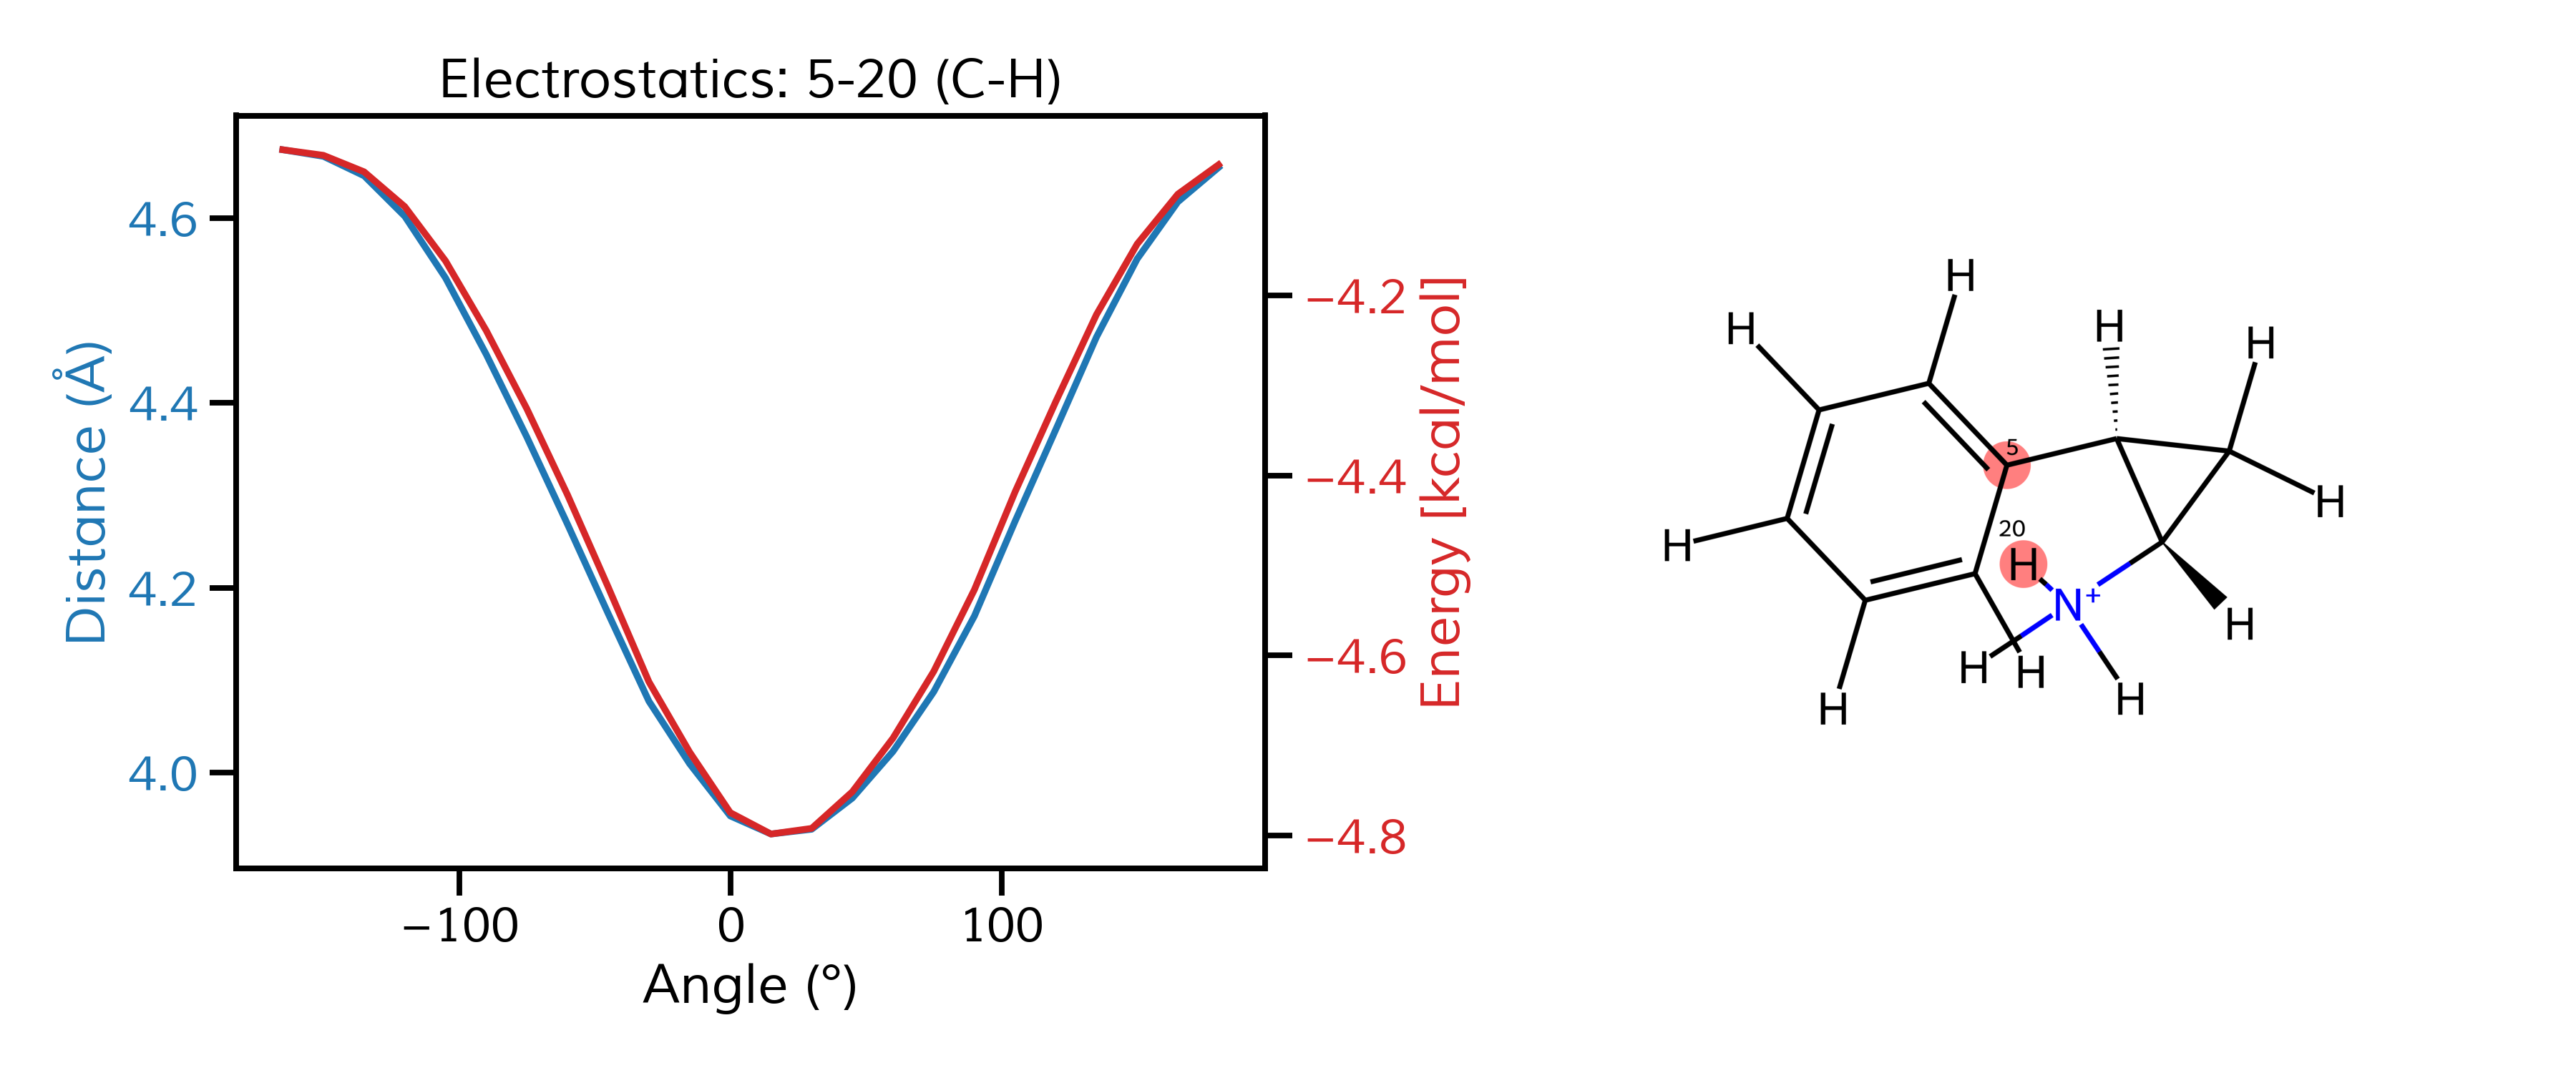 Electrostatics: 5-20 (C-H)
Distance (Å)
4.6
4.4
4.2
4.0
−4.2
−4.4
−4.6
−4.8
Energy [kcal/mol]
−100 0 100
Angle (°)
H
H
H
H
H
5
H
20
H
H
N+
H
H
H
H
H